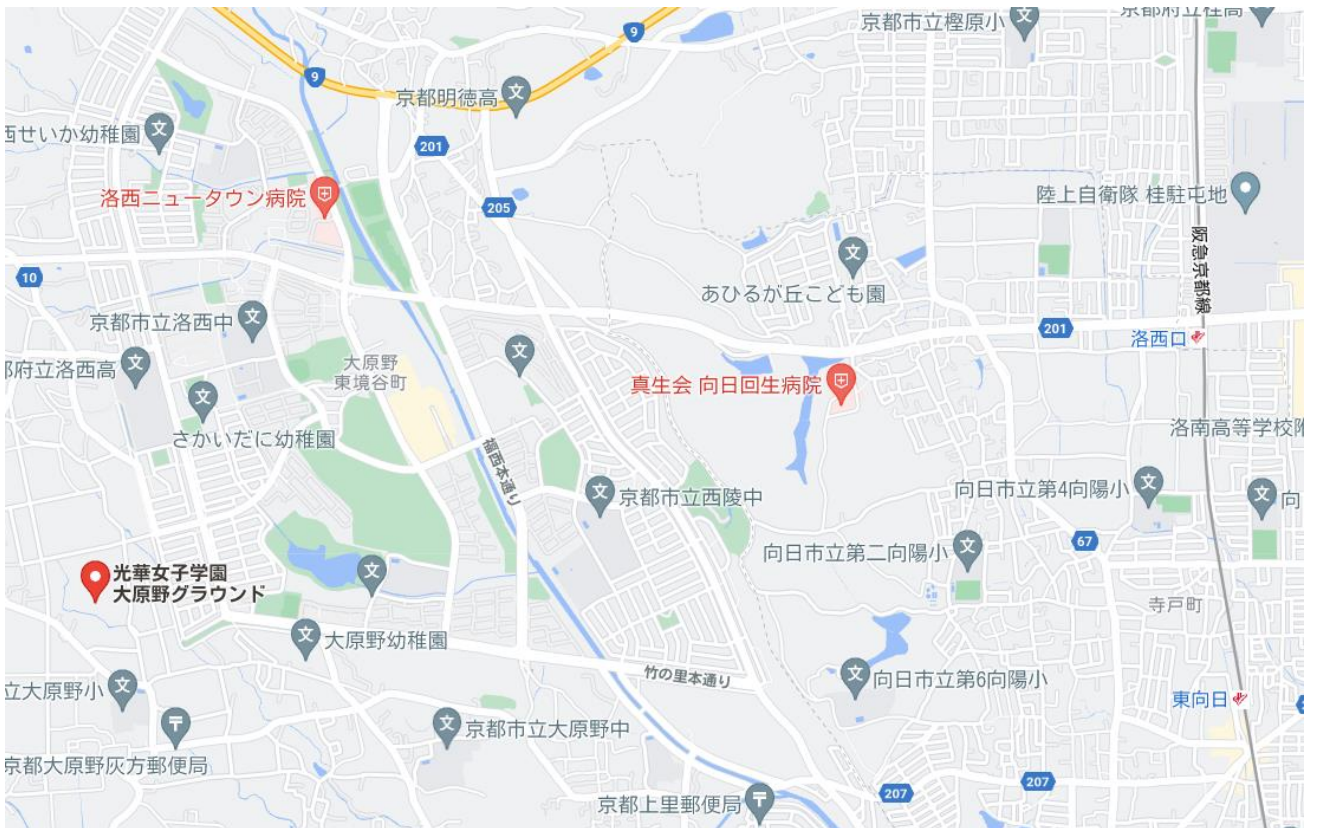 9
9
京都市立樫原小
京都府立桂高
京都明徳高
西せいか幼稚園
201
洛西ニュータウン病院
205
陸上自衛隊 桂駐屯地
阪急京都線
10
あひるが丘こども園
京都市立洛西中
201
洛西口
府立洛西高
大原野
東境谷町
真生会 向日回生病院
さかいだに幼稚園
洛南高等学校附
福西本通り
京都市立西陵中
向日市立第4向陽小
向
67
向日市立第二向陽小
光華女子学園
大原野グラウンド
寺戸町
大原野幼稚園
竹の里本通り
向日市立第6向陽小
立大原野小
東向日
京都市立大原野中
京都大原野灰方郵便局
207
207
京都上里郵便局